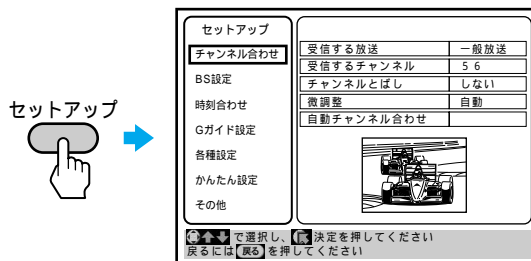 セットアップ
セットアップ
チャンネル合わせ
BS設定
時刻合わせ
Gガイド設定
各種設定
かんたん設定
その他
受信する放送 一般放送
受信するチャンネル 56
チャンネルとばし しない
微調整 自動
自動チャンネル合わせ
で選択し、決定を押してください
戻るには 戻る を押してください